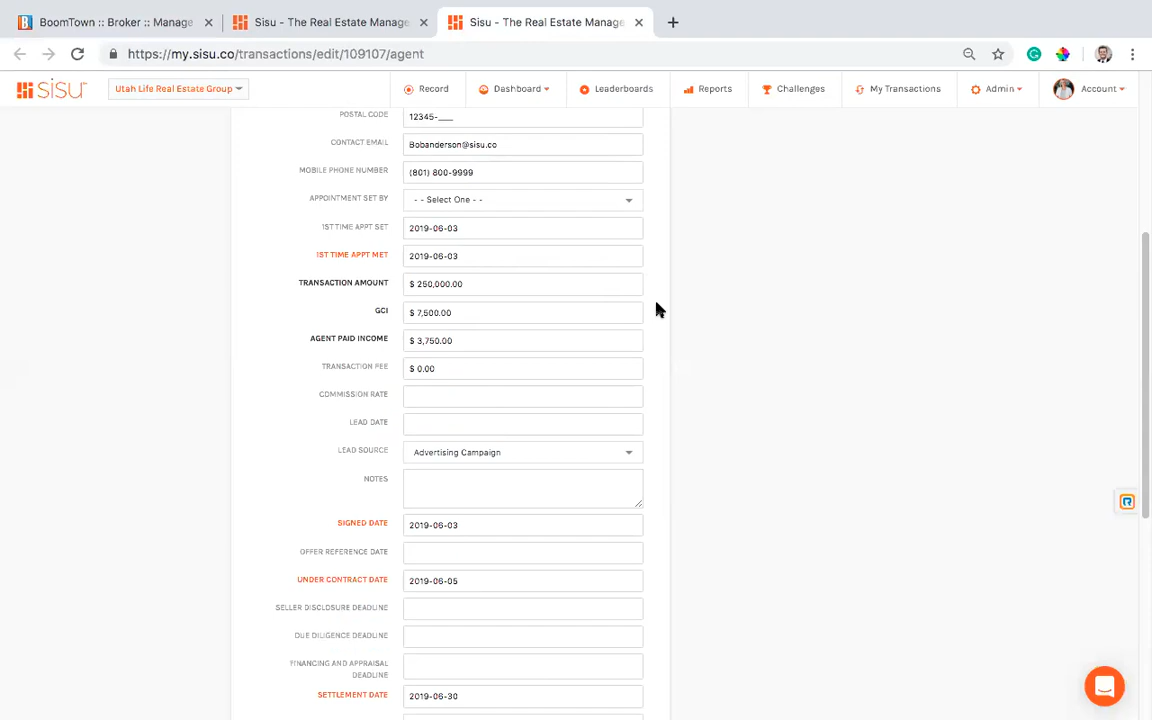 BoomTown :: Broker :: Manage
Sisu - The Real Estate Manage
Sisu - The Real Estate Manage
https://my.sisu.co/transactions/edit/109107/agent
sisu
Utah Life Real Estate Group
Record
Dashboard
Leaderboards
Reports
Challenges
My Transactions
Admin
Account
POSTAL CODE 12345-____
CONTACT EMAIL Bobanderson@sisu.co
MOBILE PHONE NUMBER (801) 800-9999
APPOINTMENT SET BY - - Select One - -
1ST TIME APPT SET 2019-06-03
1ST TIME APPT MET 2019-06-03
TRANSACTION AMOUNT $ 250,000.00
GCI $ 7,500.00
AGENT PAID INCOME $ 3,750.00
TRANSACTION FEE $ 0.00
COMMISSION RATE
LEAD DATE
LEAD SOURCE Advertising Campaign
NOTES
SIGNED DATE 2019-06-03
OFFER REFERENCE DATE
UNDER CONTRACT DATE 2019-06-05
SELLER DISCLOSURE DEADLINE
DUE DILIGENCE DEADLINE
FINANCING AND APPRAISAL
DEADLINE
SETTLEMENT DATE 2019-06-30